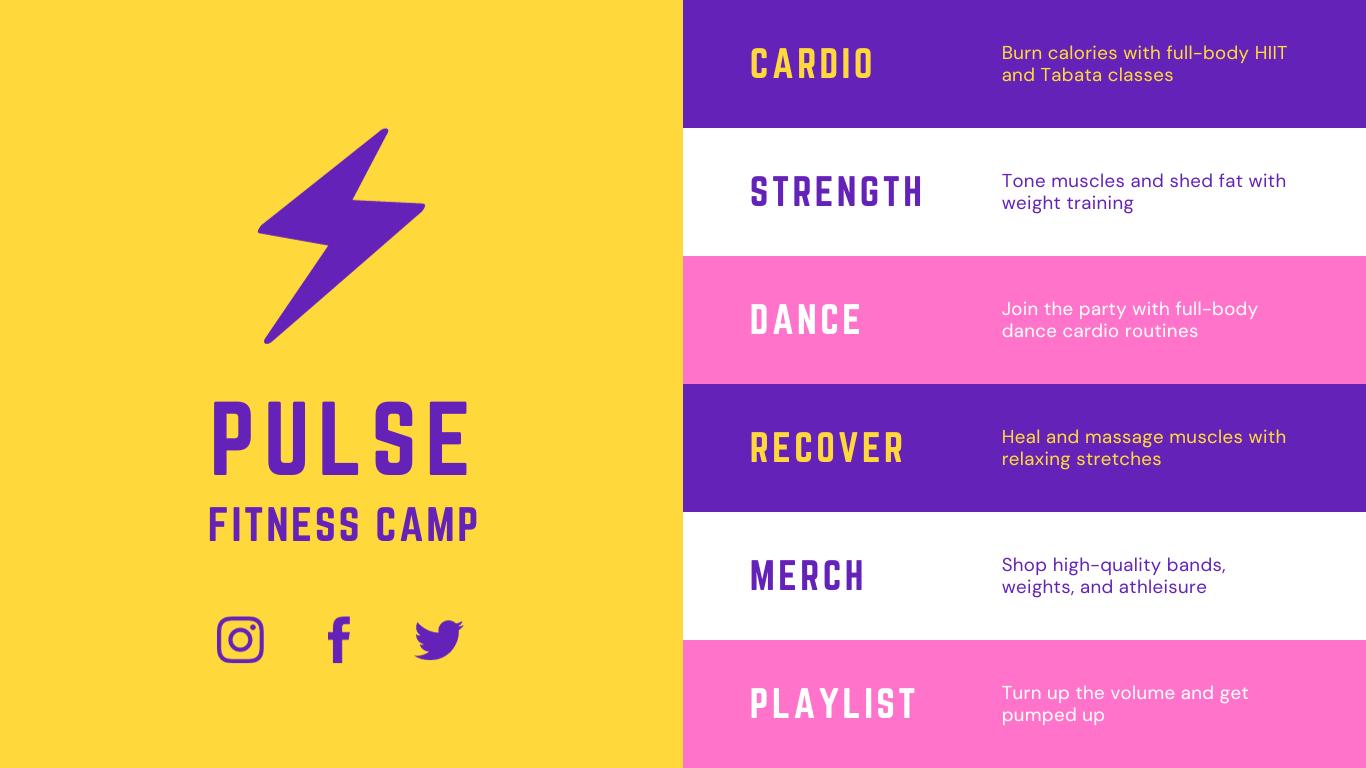 PULSE
FITNESS CAMP
CARDIO
Burn calories with full-body HIIT
and Tabata classes
STRENGTH
Tone muscles and shed fat with
weight training
DANCE
Join the party with full-body
dance cardio routines
RECOVER
Heal and massage muscles with
relaxing stretches
MERCH
Shop high-quality bands,
weights, and athleisure
PLAYLIST
Turn up the volume and get
pumped up